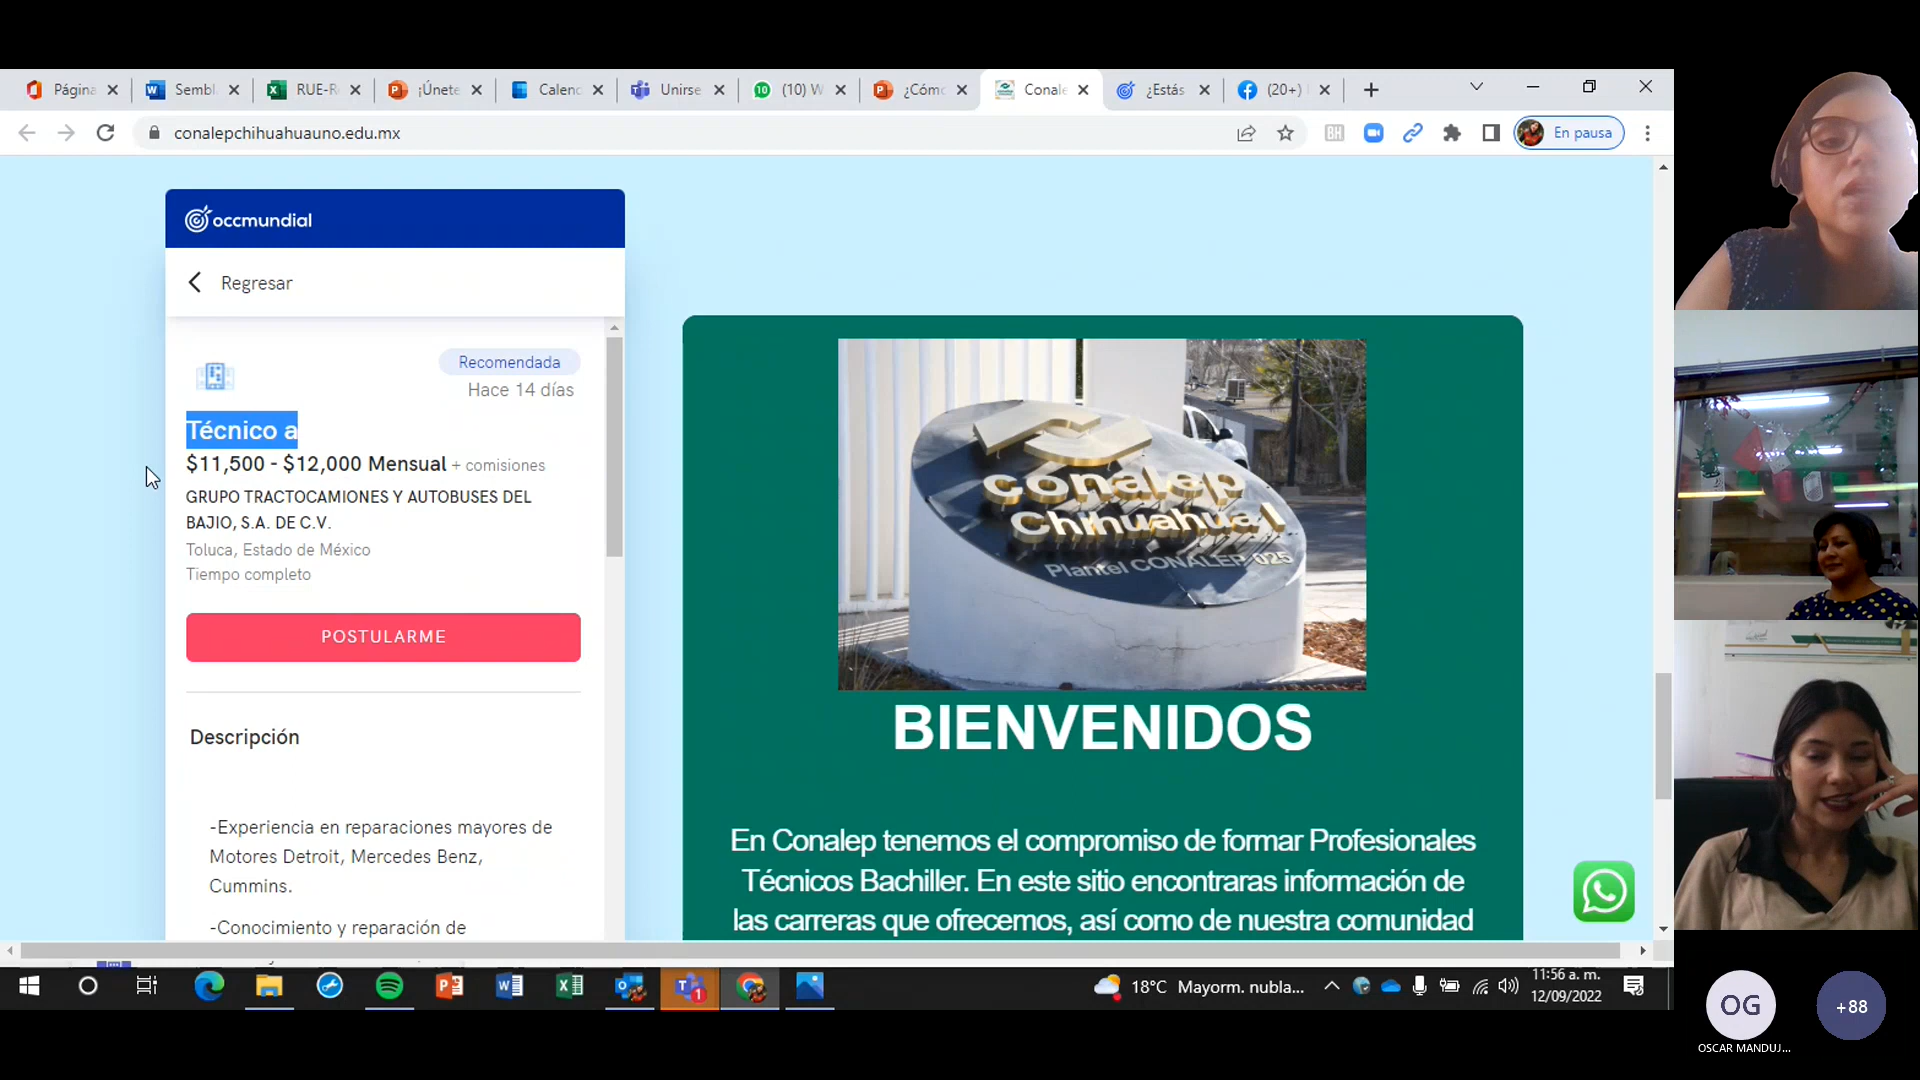 Página
Sembl
RUE-R
¡Únete
Calenc
Unirse
(10) W
¿Cómo
Conale
¿Estás
(20+)
conalepchihuahuauno.edu.mx
En pausa
occmundial
Regresar
Recomendada
Hace 14 días
Técnico a
$11,500 - $12,000 Mensual + comisiones
GRUPO TRACTOCAMIONES Y AUTOBUSES DEL
BAJIO, S.A. DE C.V.
Toluca, Estado de México
Tiempo completo
POSTULARME
Descripción
-Experiencia en reparaciones mayores de
Motores Detroit, Mercedes Benz,
Cummins.
-Conocimiento y reparación de
conalep
Chihuahua I
Plantel CONALEP 025
BIENVENIDOS
En Conalep tenemos el compromiso de formar Profesionales
Técnicos Bachiller. En este sitio encontraras información de
las carreras que ofrecemos, así como de nuestra comunidad
18°C Mayorm. nubla...
11:56 a. m.
12/09/2022
OG
+88
OSCAR MANDUJ...